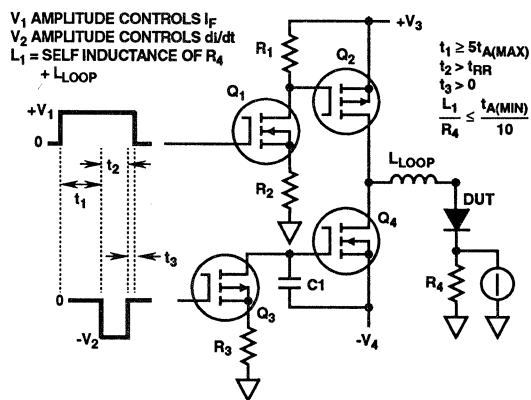 V1 AMPLITUDE CONTROLS IF
V2 AMPLITUDE CONTROLS di/dt
L1 = SELF INDUCTANCE OF R4
+ LLOOP
+V1
0
t2
t1
t3
0
-V2
R1
Q1
R2
Q2
+V3
Q3
R3
C1
Q4
-V4
LLOOP
DUT
R4
t1 ≥ 5tA(MAX)
t2 > tRR
t3 > 0
L1/R4 ≤ tA(MIN)/10